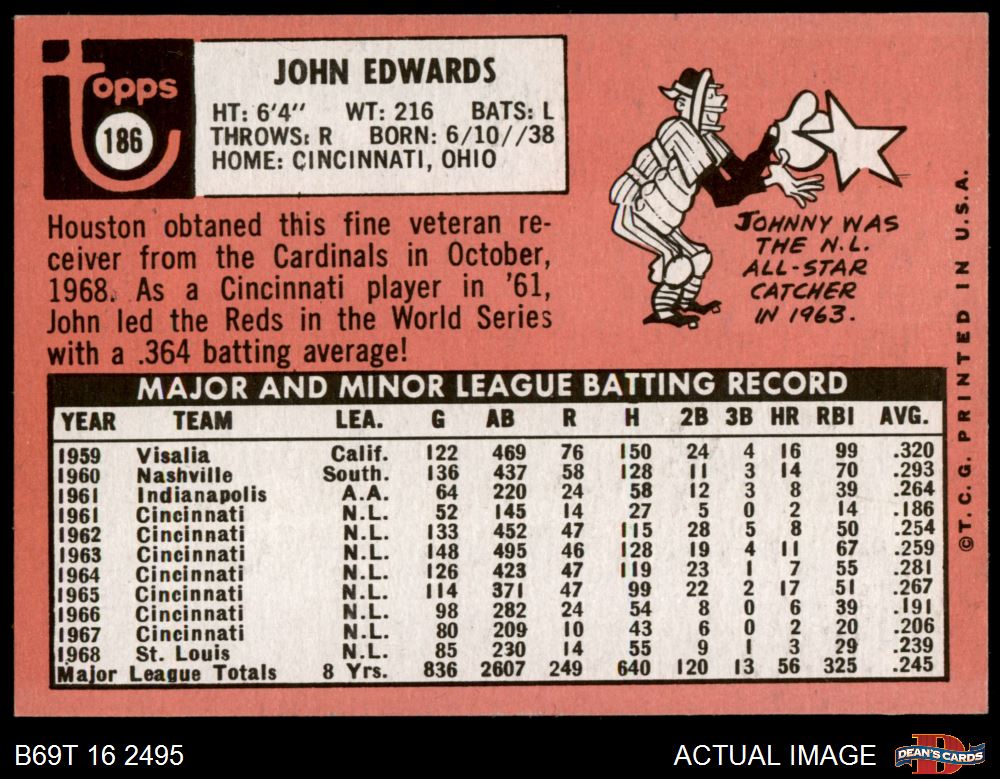 Topps
186
JOHN EDWARDS
HT: 6'4" WT: 216 BATS: L
THROWS: R BORN: 6/10//38
HOME: CINCINNATI, OHIO
Houston obtaned this fine veteran re-
ceiver from the Cardinals in October,
1968. As a Cincinnati player in '61,
John led the Reds in the World Series
with a .364 batting average!
JOHNNY WAS
THE N.L.
ALL-STAR
CATCHER
IN 1963.
MAJOR AND MINOR LEAGUE BATTING RECORD
YEAR TEAM LEA. G AB R H 2B 3B HR RBI AVG.
1959 Visalia Calif. 122 469 76 150 24 4 16 99 .320
1960 Nashville South. 136 437 58 128 11 3 14 70 .293
1961 Indianapolis A.A. 64 220 24 58 12 3 8 39 .264
1961 Cincinnati N.L. 52 145 14 27 5 0 2 14 .186
1962 Cincinnati N.L. 133 452 47 115 28 5 8 50 .254
1963 Cincinnati N.L. 148 495 46 128 19 4 11 67 .259
1964 Cincinnati N.L. 126 423 47 119 23 1 7 55 .281
1965 Cincinnati N.L. 114 371 47 99 22 2 17 51 .267
1966 Cincinnati N.L. 98 282 24 54 8 0 6 39 .191
1967 Cincinnati N.L. 80 209 10 43 6 0 2 20 .206
1968 St. Louis N.L. 85 230 14 55 9 1 3 29 .239
Major League Totals 8 Yrs. 836 2607 249 640 120 13 56 325 .245
©T.C.G. PRINTED IN U.S.A.
B69T 16 2495
ACTUAL IMAGE
DEAN'S CARDS